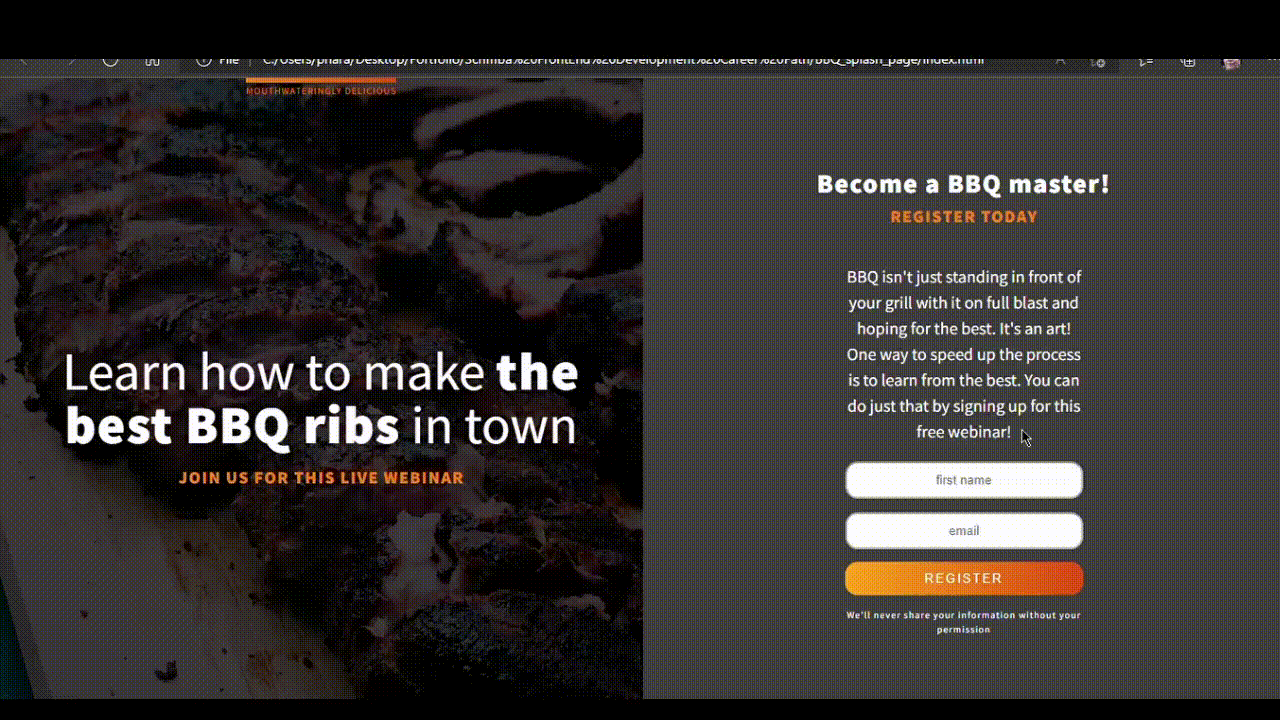 File
C:/Users/phara/Desktop/Portfolio/Scrimba%20FrontEnd%20Development%20Career%20Path/BBQ_splash_page/index.html
MOUTHWATERINGLY DELICIOUS
Learn how to make the
best BBQ ribs in town
JOIN US FOR THIS LIVE WEBINAR
Become a BBQ master!
REGISTER TODAY
BBQ isn't just standing in front of
your grill with it on full blast and
hoping for the best. It's an art!
One way to speed up the process
is to learn from the best. You can
do just that by signing up for this
free webinar!
first name
email
REGISTER
We'll never share your information without your
permission